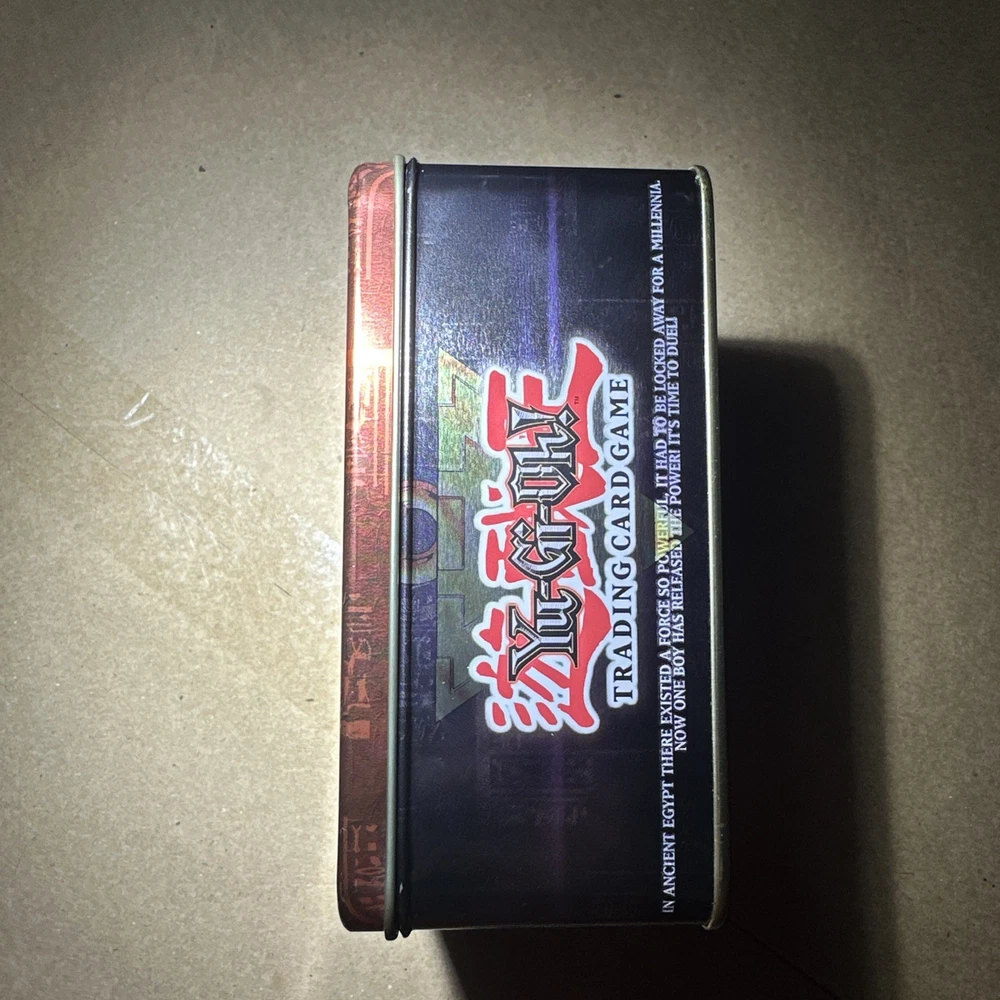 Yu-Gi-Oh!™
TRADING CARD GAME
IN ANCIENT EGYPT THERE EXISTED A FORCE SO POWERFUL, IT HAD TO BE LOCKED AWAY FOR A MILLENNIA.
NOW ONE BOY HAS RELEASED THE POWER! IT'S TIME TO DUEL!